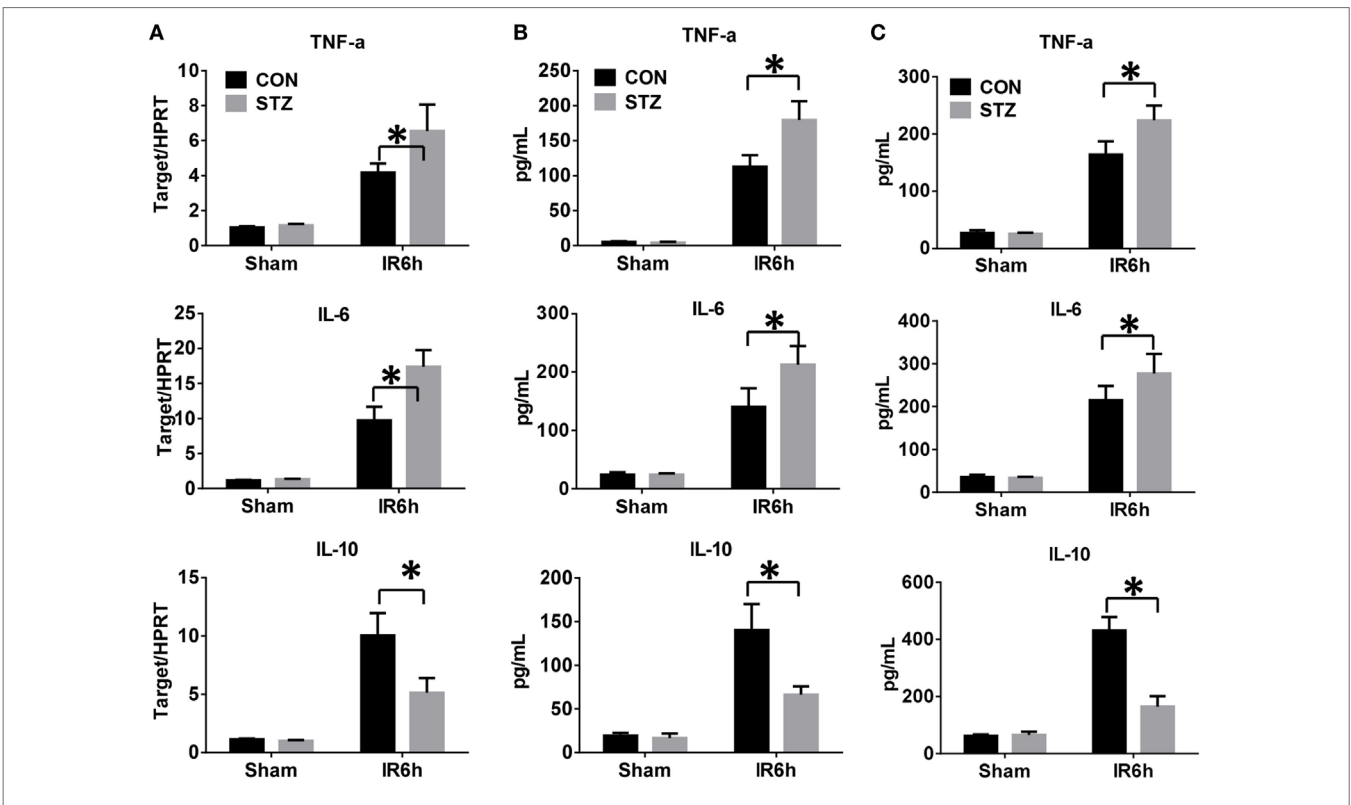 A
TNF-a
10
8
6
4
2
0
Target/HPRT
CON
STZ
*
Sham
IR6h
B
TNF-a
250
200
150
100
50
0
pg/mL
CON
STZ
*
Sham
IR6h
C
TNF-a
300
200
100
0
pg/mL
CON
STZ
*
Sham
IR6h
IL-6
25
20
15
10
5
0
Target/HPRT
*
Sham
IR6h
IL-6
300
200
100
0
pg/mL
*
Sham
IR6h
IL-6
400
300
200
100
0
pg/mL
*
Sham
IR6h
IL-10
15
10
5
0
Target/HPRT
*
Sham
IR6h
IL-10
200
150
100
50
0
pg/mL
*
Sham
IR6h
IL-10
600
400
200
0
pg/mL
*
Sham
IR6h